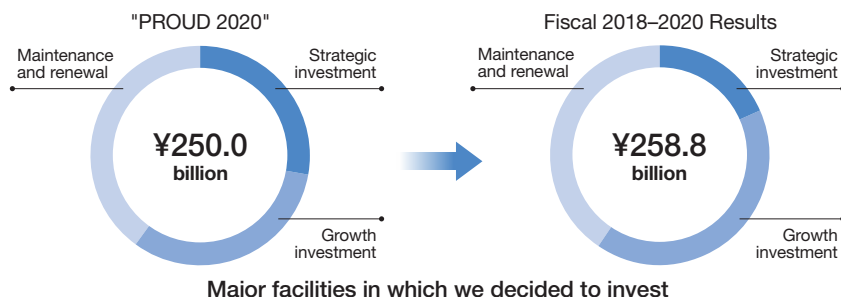 "PROUD 2020"
Maintenance
and renewal
Strategic
investment
¥250.0
billion
Growth
investment
Fiscal 2018–2020 Results
Maintenance
and renewal
Strategic
investment
¥258.8
billion
Growth
investment
Major facilities in which we decided to invest